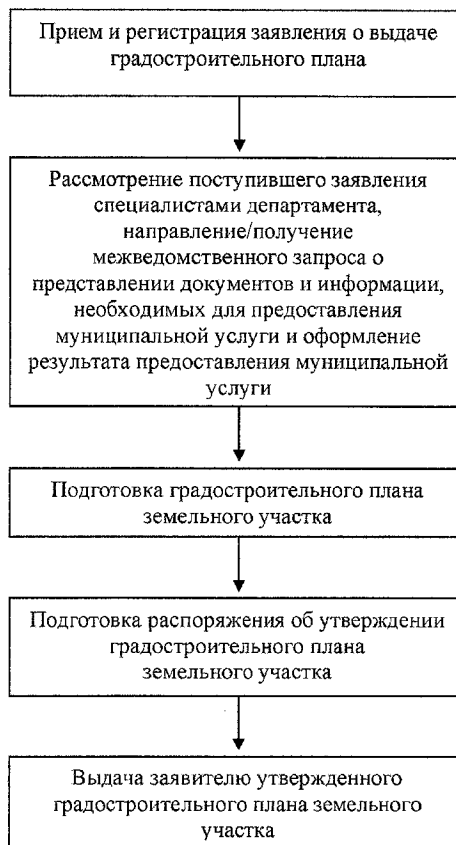 Прием и регистрация заявления о выдаче
градостроительного плана
Рассмотрение поступившего заявления
специалистами департамента,
направление/получение
межведомственного запроса о
представлении документов и информации,
необходимых для предоставления
муниципальной услуги и оформление
результата предоставления муниципальной
услуги
Подготовка градостроительного плана
земельного участка
Подготовка распоряжения об утверждении
градостроительного плана
земельного участка
Выдача заявителю утвержденного
градостроительного плана земельного
участка